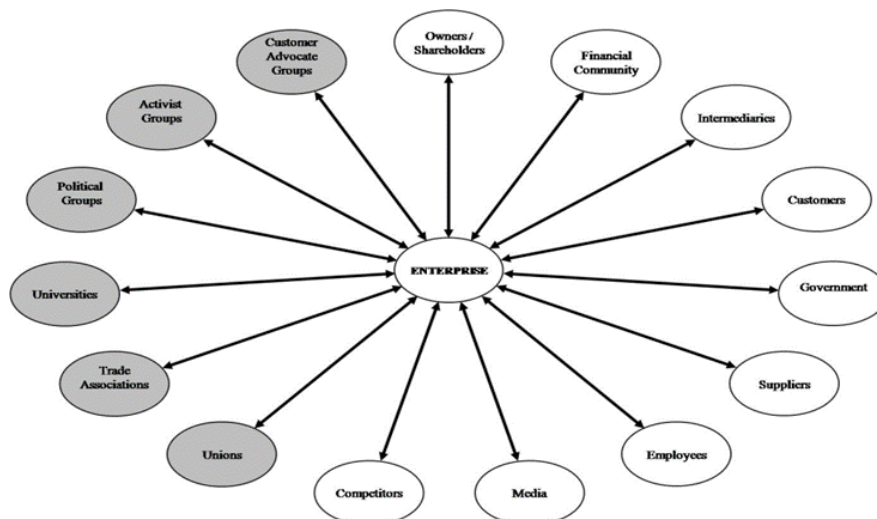 Owners /
Shareholders
Financial
Community
Intermediaries
Customers
Government
Suppliers
Employees
Media
Competitors
Unions
Trade
Associations
Universities
Political
Groups
Activist
Groups
Customer
Advocate
Groups
ENTERPRISE